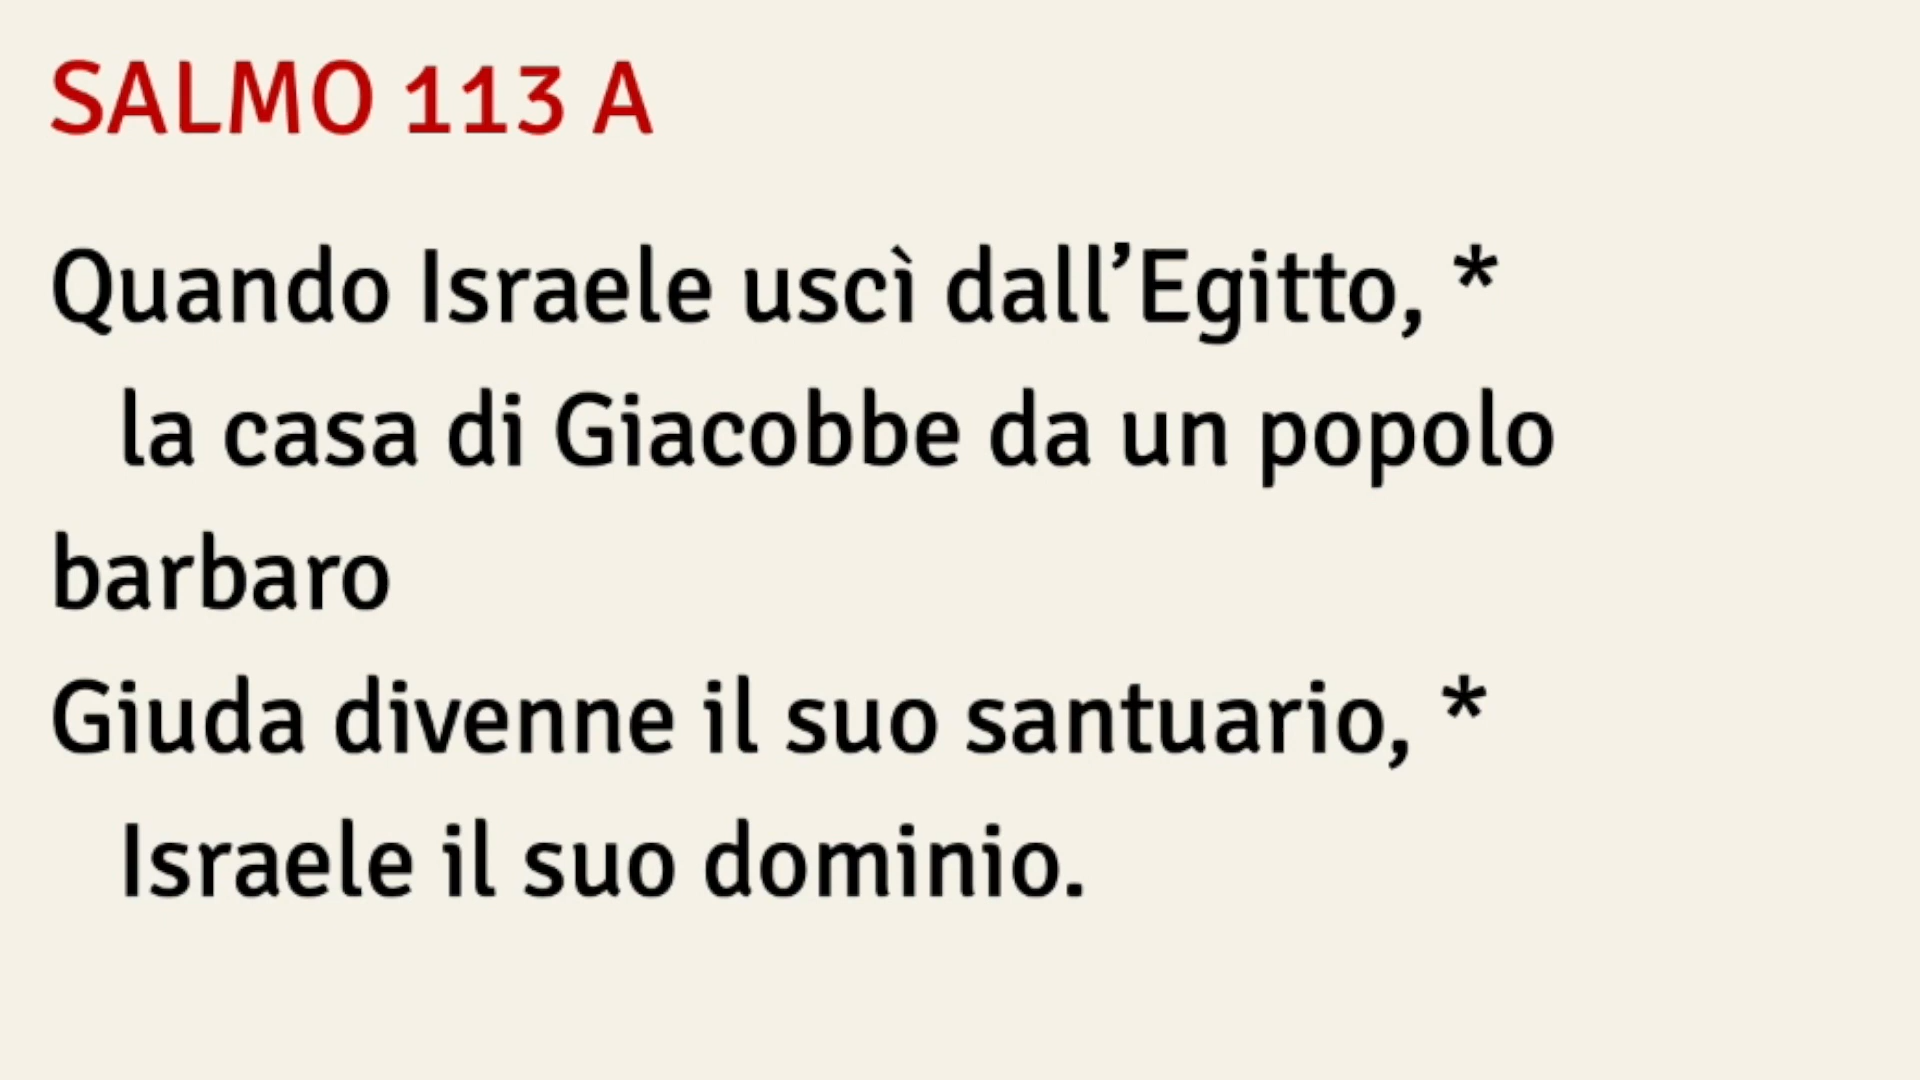 SALMO 113 A
Quando Israele uscì dall’Egitto, *
la casa di Giacobbe da un popolo
barbaro
Giuda divenne il suo santuario, *
Israele il suo dominio.